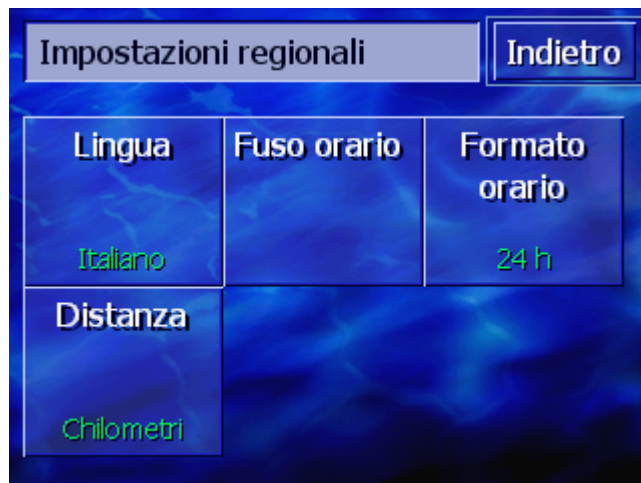 Impostazioni regionali
Indietro
Lingua
Italiano
Fuso orario
Formato
orario
24 h
Distanza
Chilometri